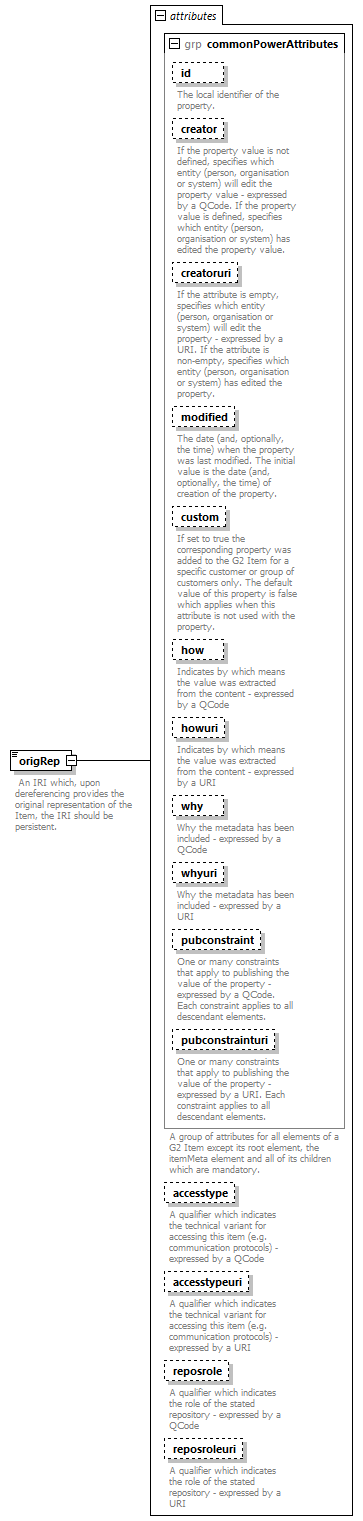 attributes
grp commonPowerAttributes
id
The local identifier of the
property.
creator
If the property value is not
defined, specifies which
entity (person, organisation
or system) will edit the
property value - expressed
by a QCode. If the property
value is defined, specifies
which entity (person,
organisation or system) has
edited the property value.
creatoruri
If the attribute is empty,
specifies which entity
(person, organisation or
system) will edit the
property - expressed by a
URI. If the attribute is
non-empty, specifies which
entity (person, organisation
or system) has edited the
property.
modified
The date (and, optionally,
the time) when the property
was last modified. The initial
value is the date (and,
optionally, the time) of
creation of the property.
custom
If set to true the
corresponding property was
added to the G2 Item for a
specific customer or group of
customers only. The default
value of this property is false
which applies when this
attribute is not used with the
property.
how
Indicates by which means
the value was extracted
from the content - expressed
by a QCode
howuri
Indicates by which means
the value was extracted
from the content - expressed
by a URI
why
Why the metadata has been
included - expressed by a
QCode
whyuri
Why the metadata has been
included - expressed by a
URI
pubconstraint
One or many constraints
that apply to publishing the
value of the property -
expressed by a QCode.
Each constraint applies to all
descendant elements.
pubconstrainturi
One or many constraints
that apply to publishing the
value of the property -
expressed by a URI. Each
constraint applies to all
descendant elements.
A group of attributes for all elements of a
G2 Item except its root element, the
itemMeta element and all of its children
which are mandatory.
accesstype
A qualifier which indicates
the technical variant for
accessing this item (e.g.
communication protocols) -
expressed by a QCode
accesstypeuri
A qualifier which indicates
the technical variant for
accessing this item (e.g.
communication protocols) -
expressed by a URI
reposrole
A qualifier which indicates
the role of the stated
repository - expressed by a
QCode
reposroleuri
A qualifier which indicates
the role of the stated
repository - expressed by a
URI
origRep
An IRI which, upon
dereferencing provides the
original representation of the
Item, the IRI should be
persistent.